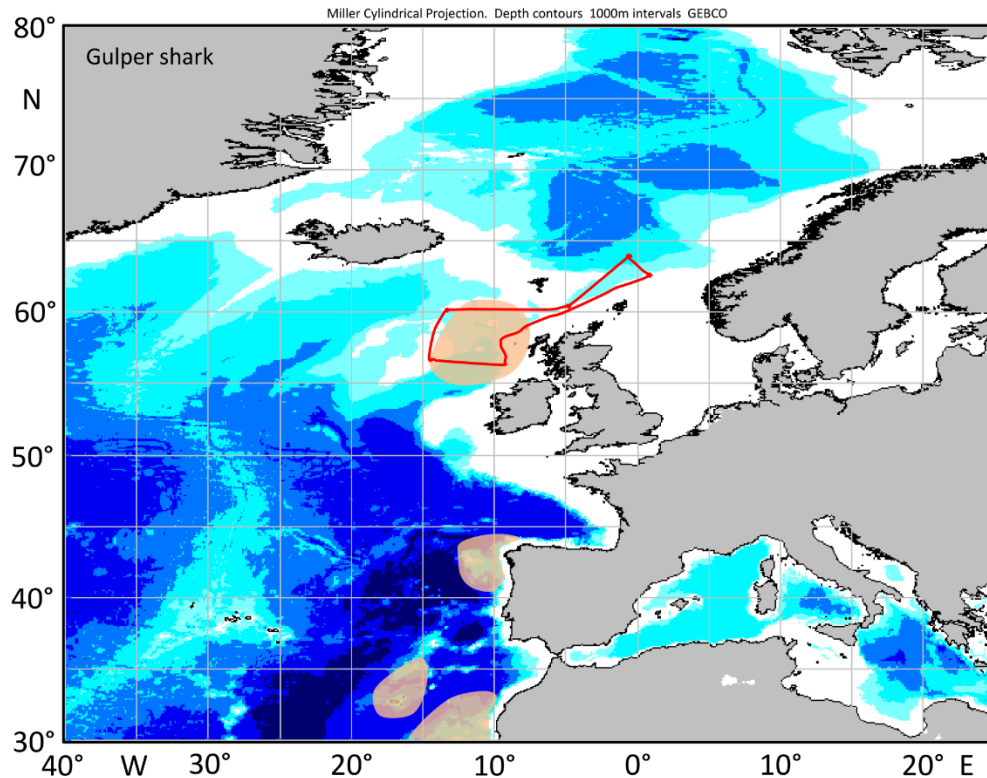 Miller Cylindrical Projection. Depth contours 1000m intervals GEBCO
Gulper shark
80°
N
70°
60°
50°
40°
30°
40° W 30° 20° 10° 0° 10° 20° E